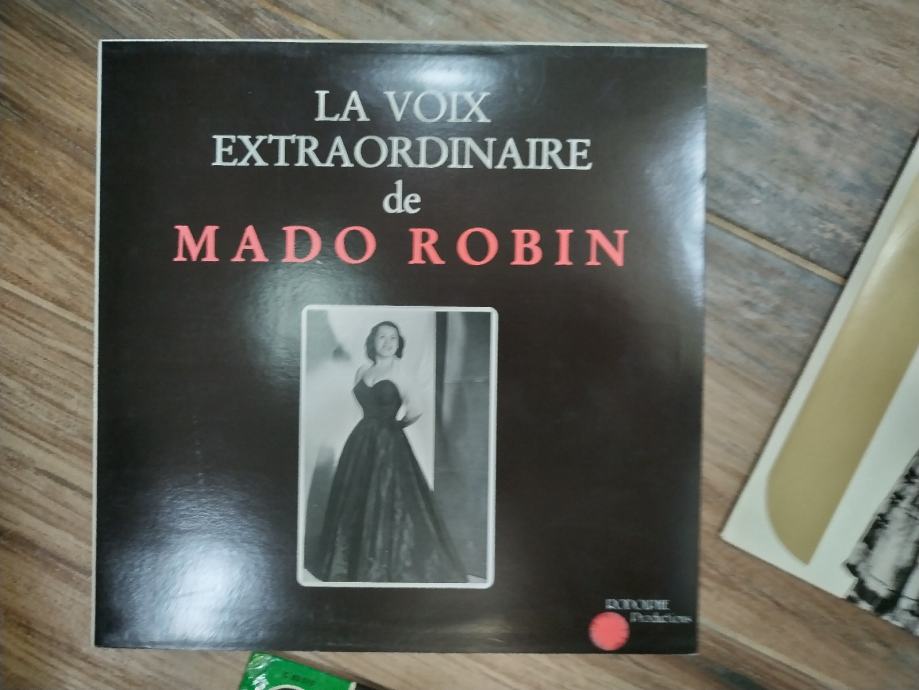 LA VOIX
EXTRAORDINAIRE
de
MADO ROBIN
RODOLPHE
Productions